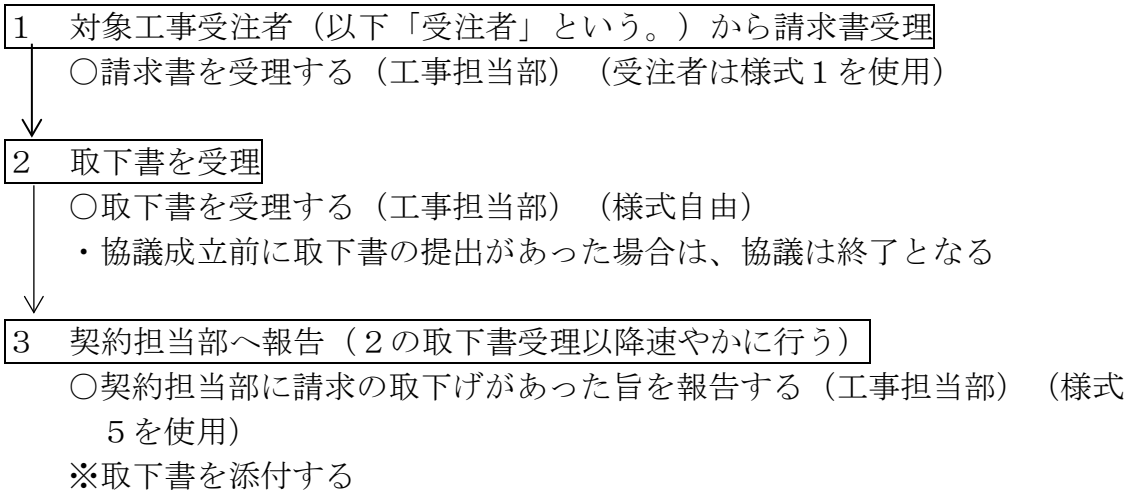 １　対象工事受注者（以下「受注者」という。）から請求書受理
○請求書を受理する（工事担当部）（受注者は様式１を使用）
２　取下書を受理
○取下書を受理する（工事担当部）（様式自由）
・協議成立前に取下書の提出があった場合は、協議は終了となる
３　契約担当部へ報告（２の取下書受理以降速やかに行う）
○契約担当部に請求の取下げがあった旨を報告する（工事担当部）（様式
５を使用）
※取下書を添付する